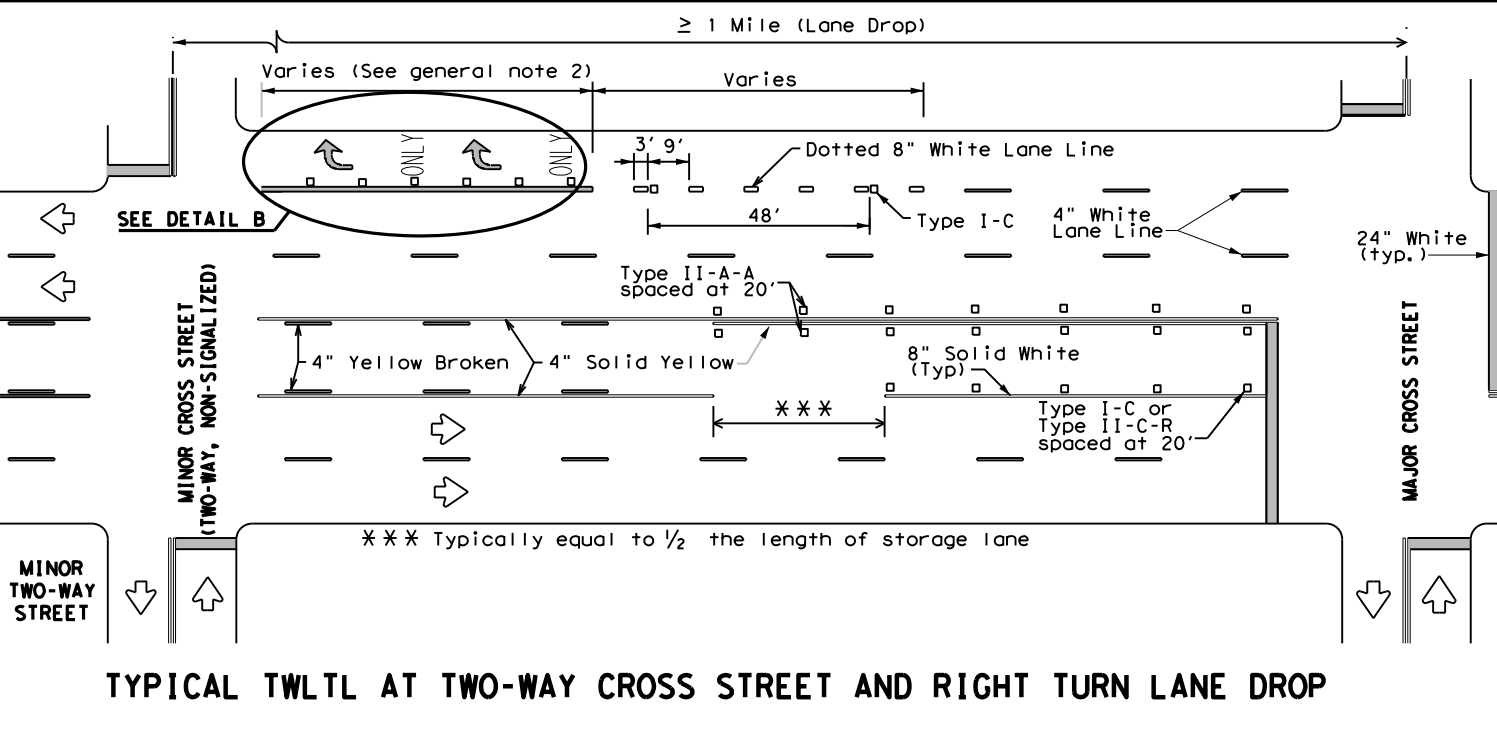 ≥ 1 Mile (Lane Drop)
Varies (See general note 2)
Varies
ONLY
ONLY
3' 9'
Dotted 8" White Lane Line
SEE DETAIL B
48'
Type I-C
4" White
Lane Line
24" White
(typ.)
Type II-A-A
spaced at 20'
MINOR CROSS STREET
(TWO-WAY, NON-SIGNALIZED)
4" Yellow Broken
4" Solid Yellow
8" Solid White
(Typ)
MAJOR CROSS STREET
***
Type I-C or
Type II-C-R
spaced at 20'
*** Typically equal to ½ the length of storage lane
MINOR
TWO-WAY
STREET
TYPICAL TWLTL AT TWO-WAY CROSS STREET AND RIGHT TURN LANE DROP